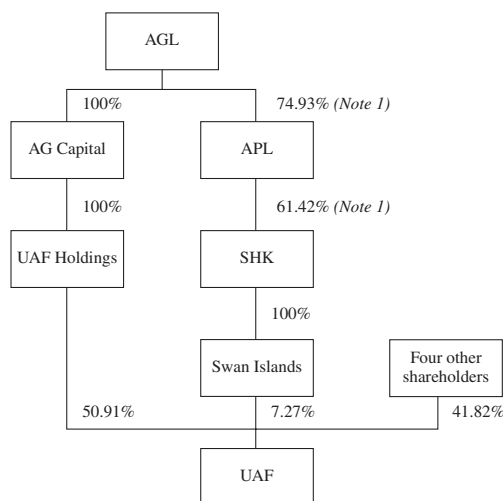 AGL
100%
74.93% (Note 1)
AG Capital
APL
100%
61.42% (Note 1)
UAF Holdings
SHK
100%
Swan Islands
Four other
shareholders
50.91%
7.27%
41.82%
UAF